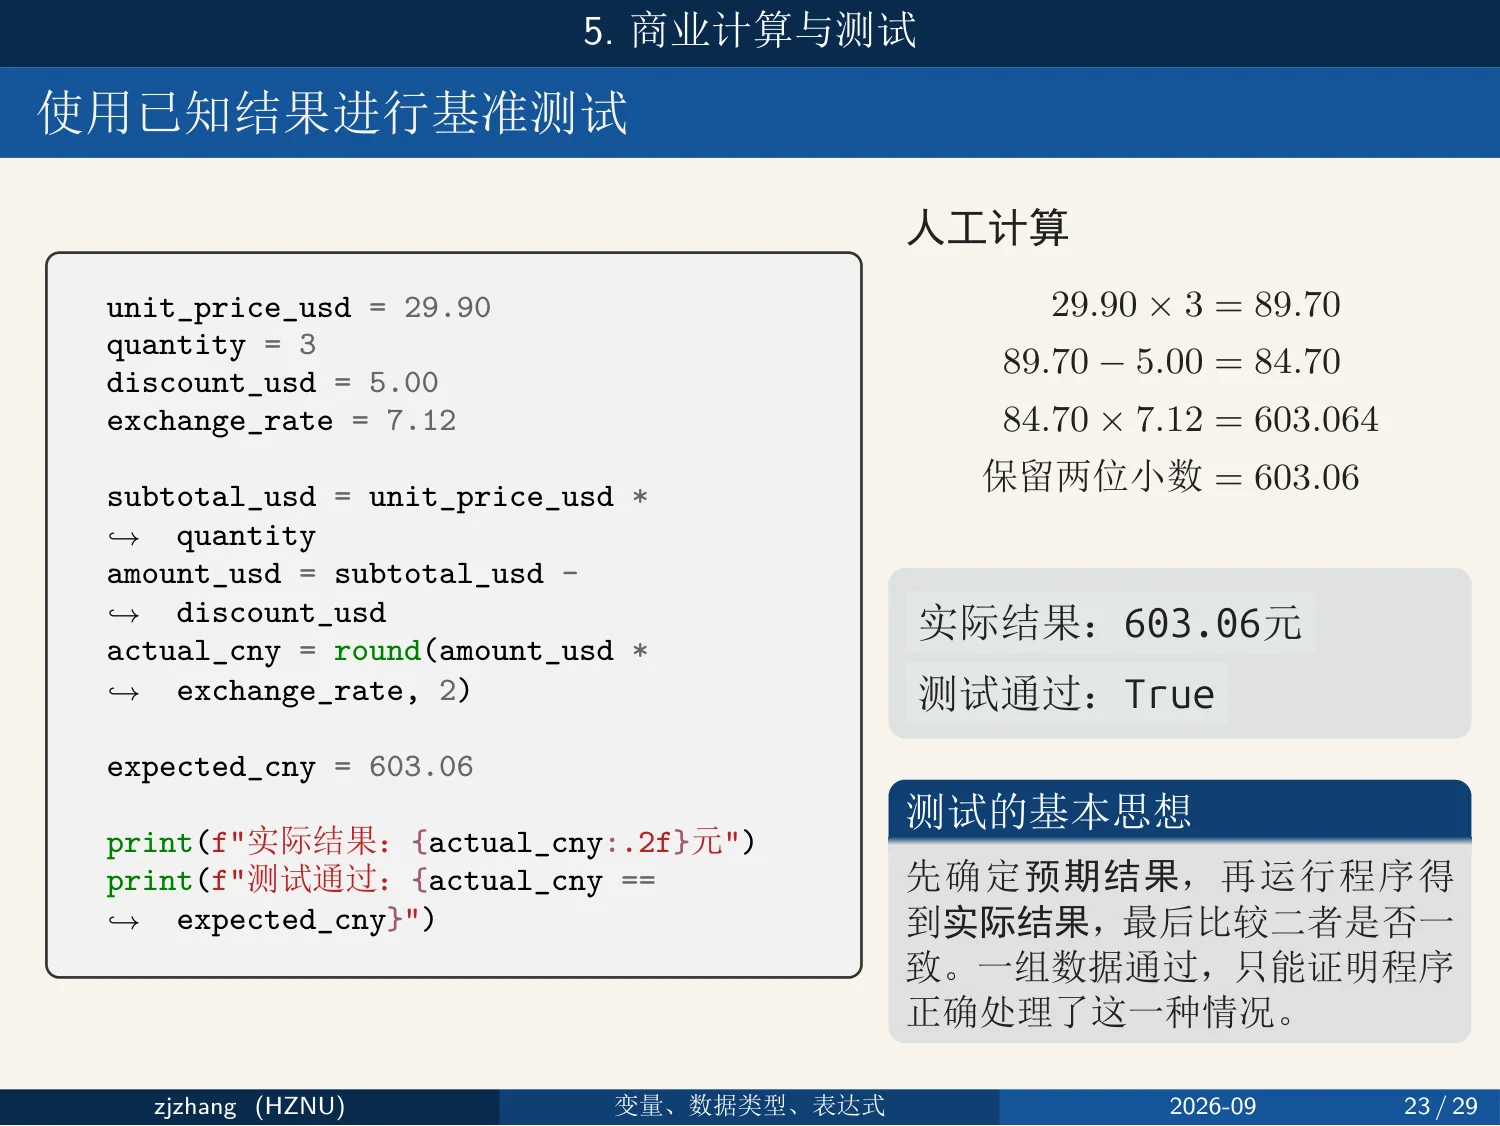 5. 商业计算与测试
使用已知结果进行基准测试
unit_price_usd = 29.90
quantity = 3
discount_usd = 5.00
exchange_rate = 7.12
subtotal_usd = unit_price_usd *
↪ quantity
amount_usd = subtotal_usd -
↪ discount_usd
actual_cny = round(amount_usd *
↪ exchange_rate, 2)
expected_cny = 603.06
print(f"实际结果：{actual_cny:.2f}元")
print(f"测试通过：{actual_cny ==
↪ expected_cny}")
人工计算
29.90 × 3 = 89.70
89.70 − 5.00 = 84.70
84.70 × 7.12 = 603.064
保留两位小数 = 603.06
实际结果：603.06元
测试通过：True
测试的基本思想
先确定预期结果，再运行程序得
到实际结果，最后比较二者是否一
致。一组数据通过，只能证明程序
正确处理了这一种情况。
zjzhang (HZNU)
变量、数据类型、表达式
2026-09
23 / 29